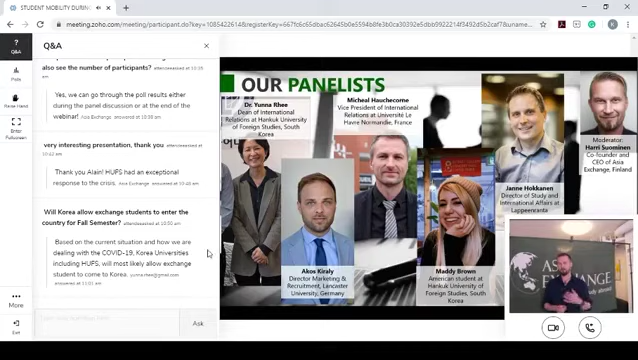 STUDENT MOBILITY DURING
meeting.zoho.com/meeting/participant.do?key=
Q&A
Q&A
Polls
Raise Hand
Enter
Fullscreen
also see the number of participants?
Yes, we can go through the poll results either
during the panel discussion or at the end of the
webinar! Asia Exchange
very interesting presentation, thank you
Thank you Alain! HUFS had an exceptional
response to the crisis. Asia Exchange
Will Korea allow exchange students to enter the
country for Fall Semester?
Based on the current situation and how we are
dealing with the COVID-19, Korea Universities
including HUFS, will most likely allow exchange
student to come to Korea.
More
Exit
Ask
OUR PANELISTS
Dr. Yunna Rhee
Dean of International
Relations at Hankuk University
of Foreign Studies, South
Korea
Micheal Hauchecorne
Vice President of International
Relations at Université Le
Havre Normandie, France
Akos Kiraly
Director Marketing &
Recruitment, Lancaster
University, Germany
Maddy Brown
American student at
Hankuk University of
Foreign Studies, South
Korea
Janne Hokkanen
Director of Study and
International Affairs at
Lappeenranta
Moderator:
Harri Suominen
Co-founder and
CEO of Asia
Exchange, Finland